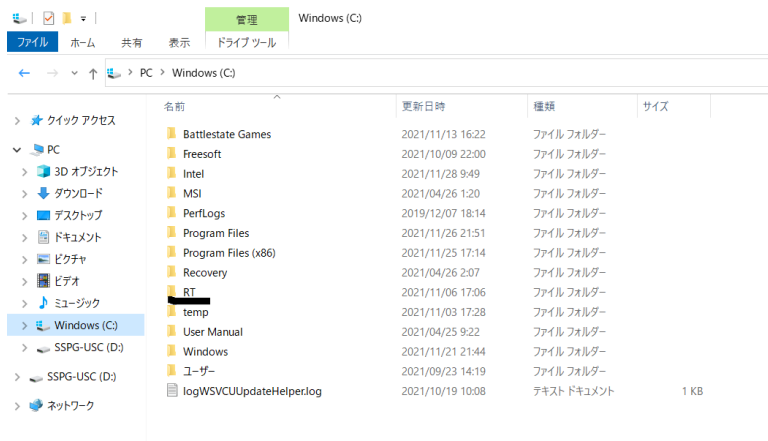 管理 Windows (C:)
ファイル ホーム 共有 表示 ドライブ ツール
PC Windows (C:)
名前 更新日時 種類 サイズ
クイック アクセス
PC
3D オブジェクト
ダウンロード
デスクトップ
ドキュメント
ピクチャ
ビデオ
ミュージック
Windows (C:)
SSPG-USC (D:)
SSPG-USC (D:)
ネットワーク
Battlestate Games 2021/11/13 16:22 ファイル フォルダー
Freesoft 2021/10/09 22:00 ファイル フォルダー
Intel 2021/11/28 9:49 ファイル フォルダー
MSI 2021/04/26 1:20 ファイル フォルダー
PerfLogs 2019/12/07 18:14 ファイル フォルダー
Program Files 2021/11/26 21:51 ファイル フォルダー
Program Files (x86) 2021/11/25 17:14 ファイル フォルダー
Recovery 2021/04/26 2:07 ファイル フォルダー
RT 2021/11/06 17:06 ファイル フォルダー
temp 2021/11/03 17:28 ファイル フォルダー
User Manual 2021/04/25 9:22 ファイル フォルダー
Windows 2021/11/21 21:44 ファイル フォルダー
ユーザー 2021/09/23 14:19 ファイル フォルダー
logWSVCUUpdateHelper.log 2021/10/19 10:08 テキスト ドキュメント 1 KB